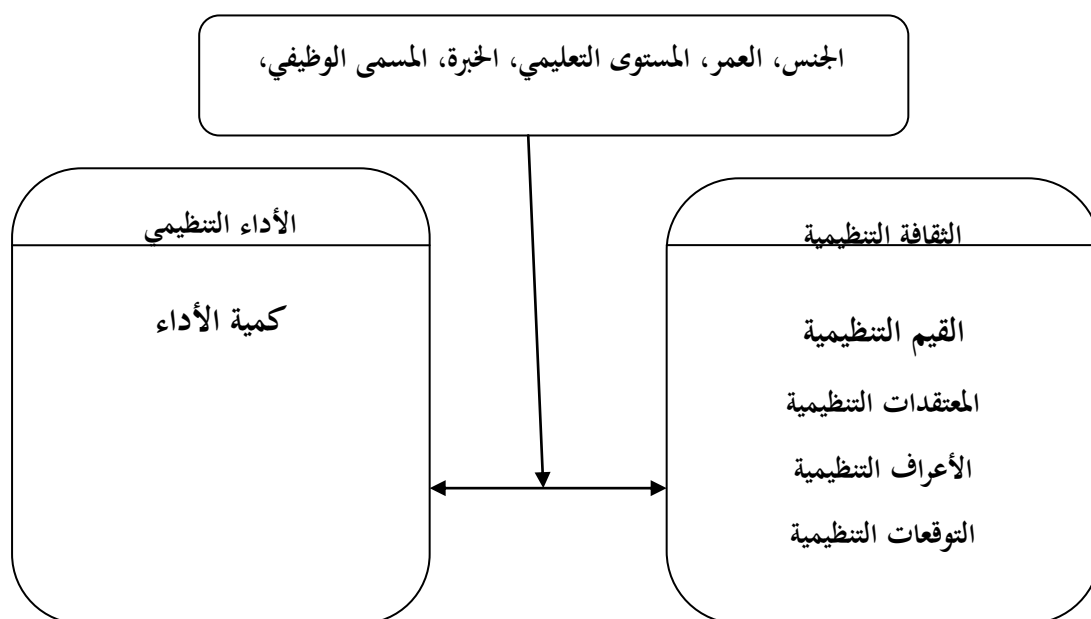 الجنس، العمر، المستوى التعليمي، الخبرة، المسمى الوظيفي،
الثقافة التنظيمية
القيم التنظيمية
المعتقدات التنظيمية
الأعراف التنظيمية
التوقعات التنظيمية
الأداء التنظيمي
كمية الأداء